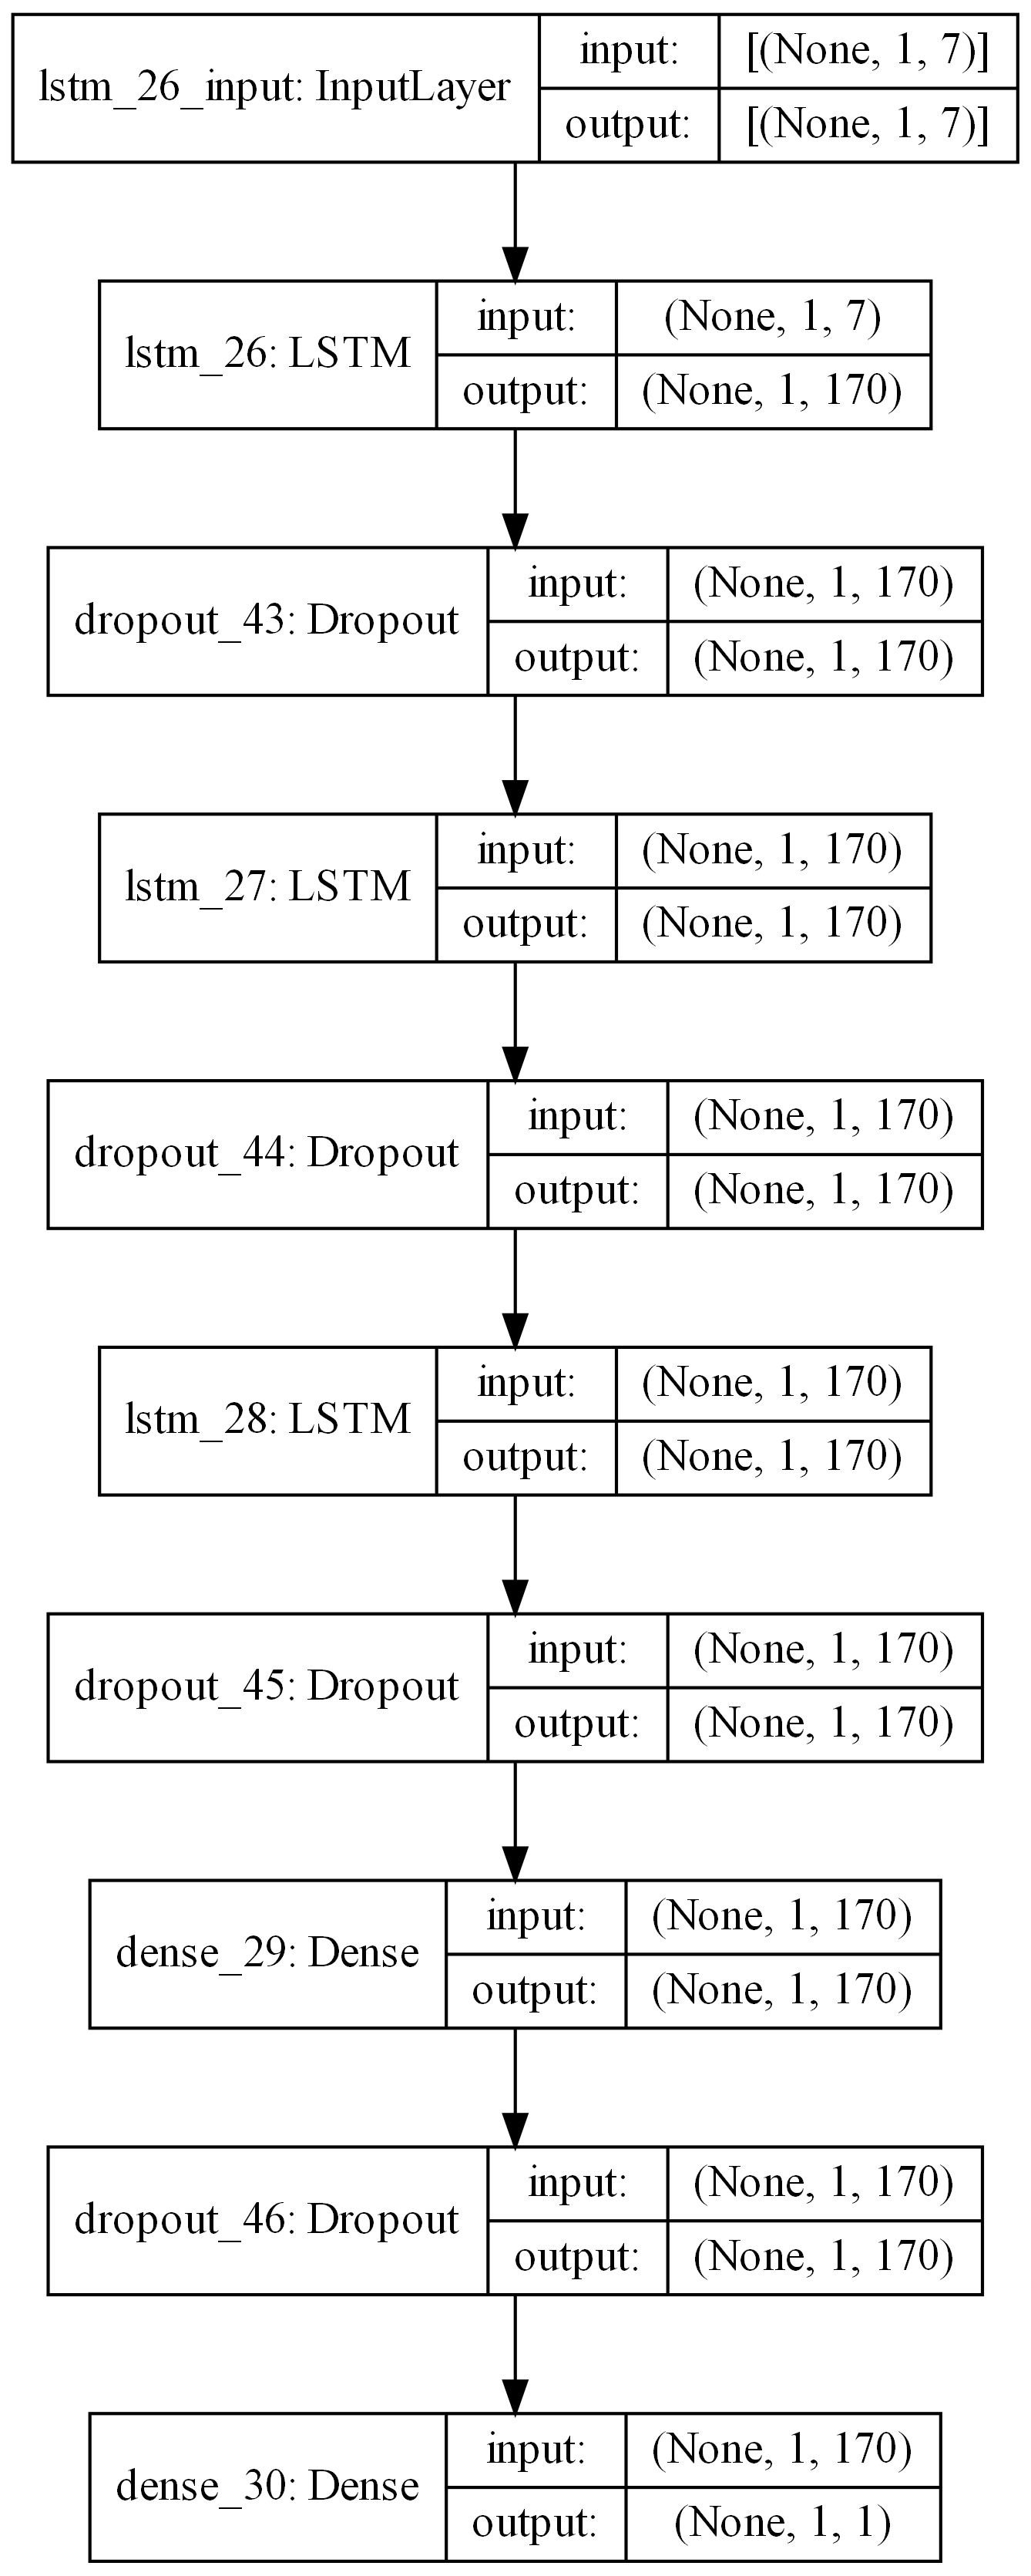 lstm_26_input: InputLayer
input: [(None, 1, 7)]
output: [(None, 1, 7)]
lstm_26: LSTM
input: (None, 1, 7)
output: (None, 1, 170)
dropout_43: Dropout
input: (None, 1, 170)
output: (None, 1, 170)
lstm_27: LSTM
input: (None, 1, 170)
output: (None, 1, 170)
dropout_44: Dropout
input: (None, 1, 170)
output: (None, 1, 170)
lstm_28: LSTM
input: (None, 1, 170)
output: (None, 1, 170)
dropout_45: Dropout
input: (None, 1, 170)
output: (None, 1, 170)
dense_29: Dense
input: (None, 1, 170)
output: (None, 1, 170)
dropout_46: Dropout
input: (None, 1, 170)
output: (None, 1, 170)
dense_30: Dense
input: (None, 1, 170)
output: (None, 1, 1)